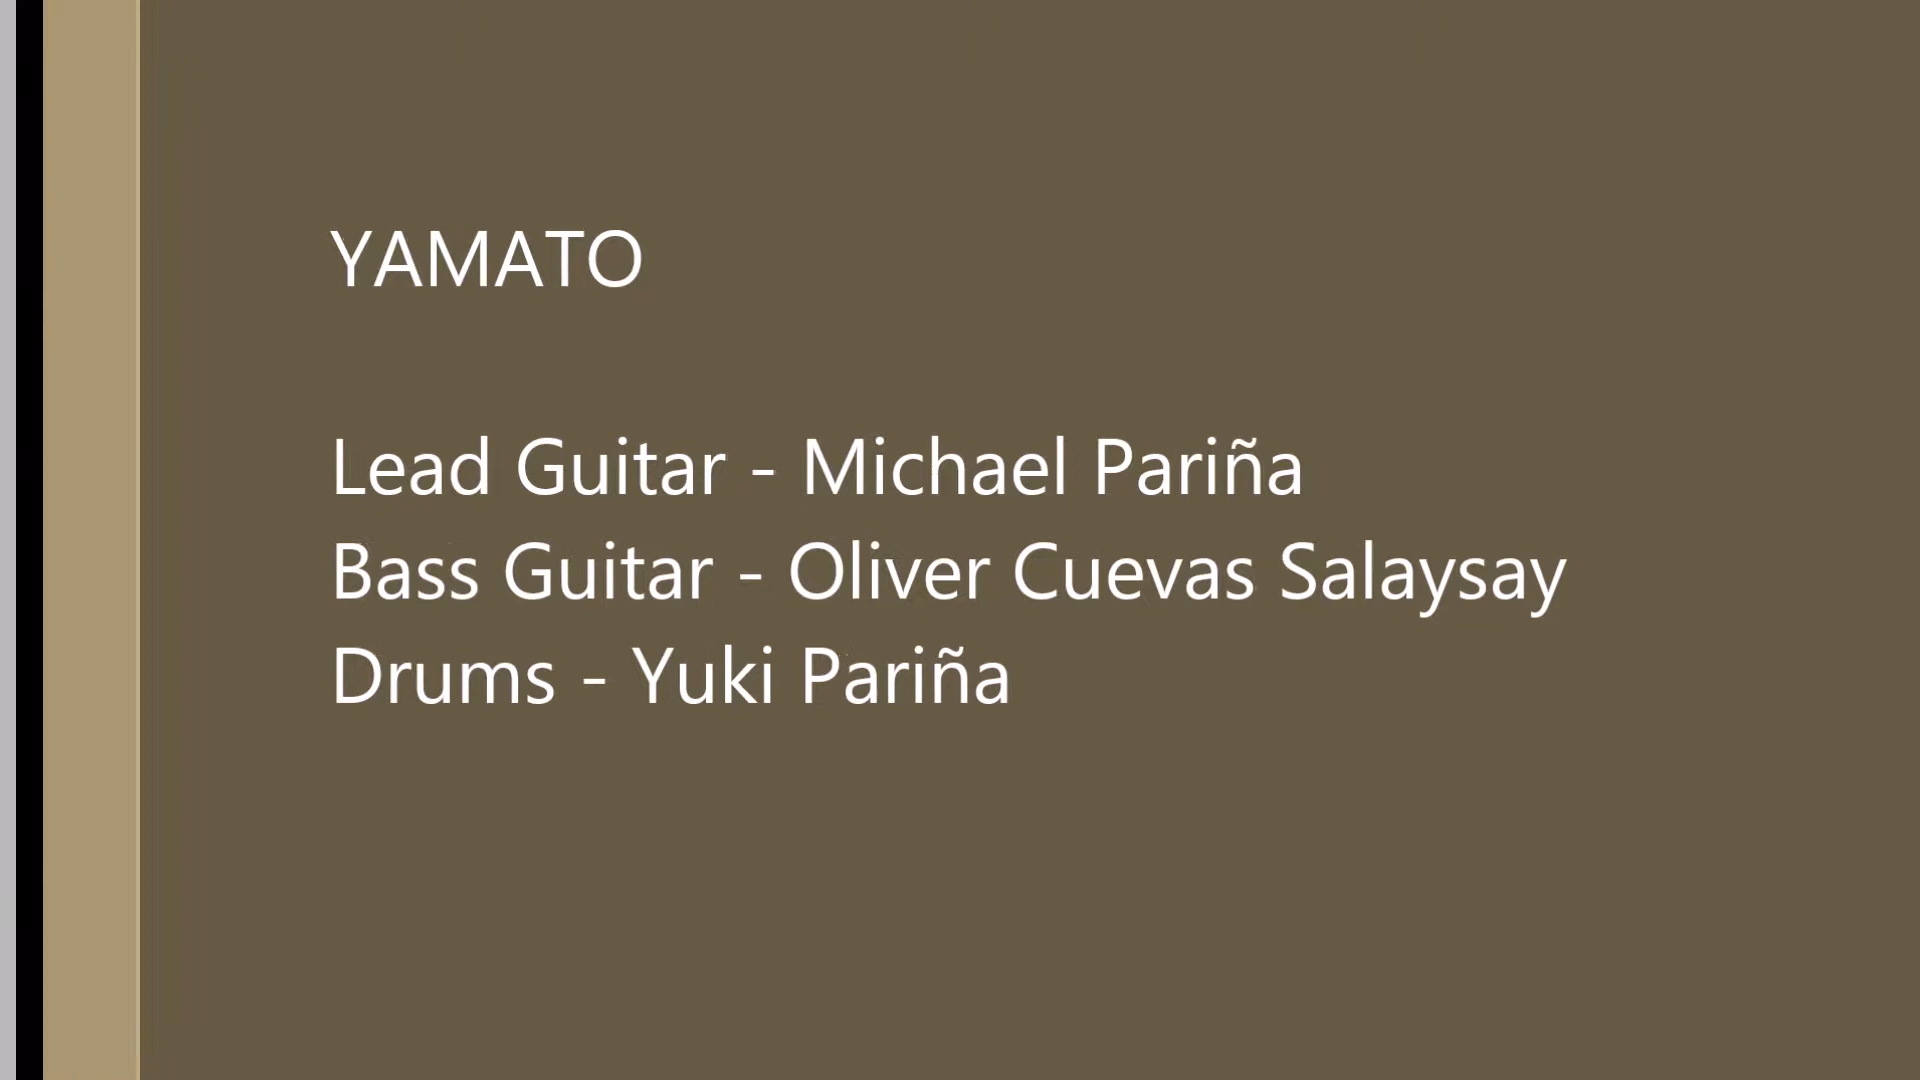 YAMATO
Lead Guitar - Michael Pariña
Bass Guitar - Oliver Cuevas Salaysay
Drums - Yuki Pariña